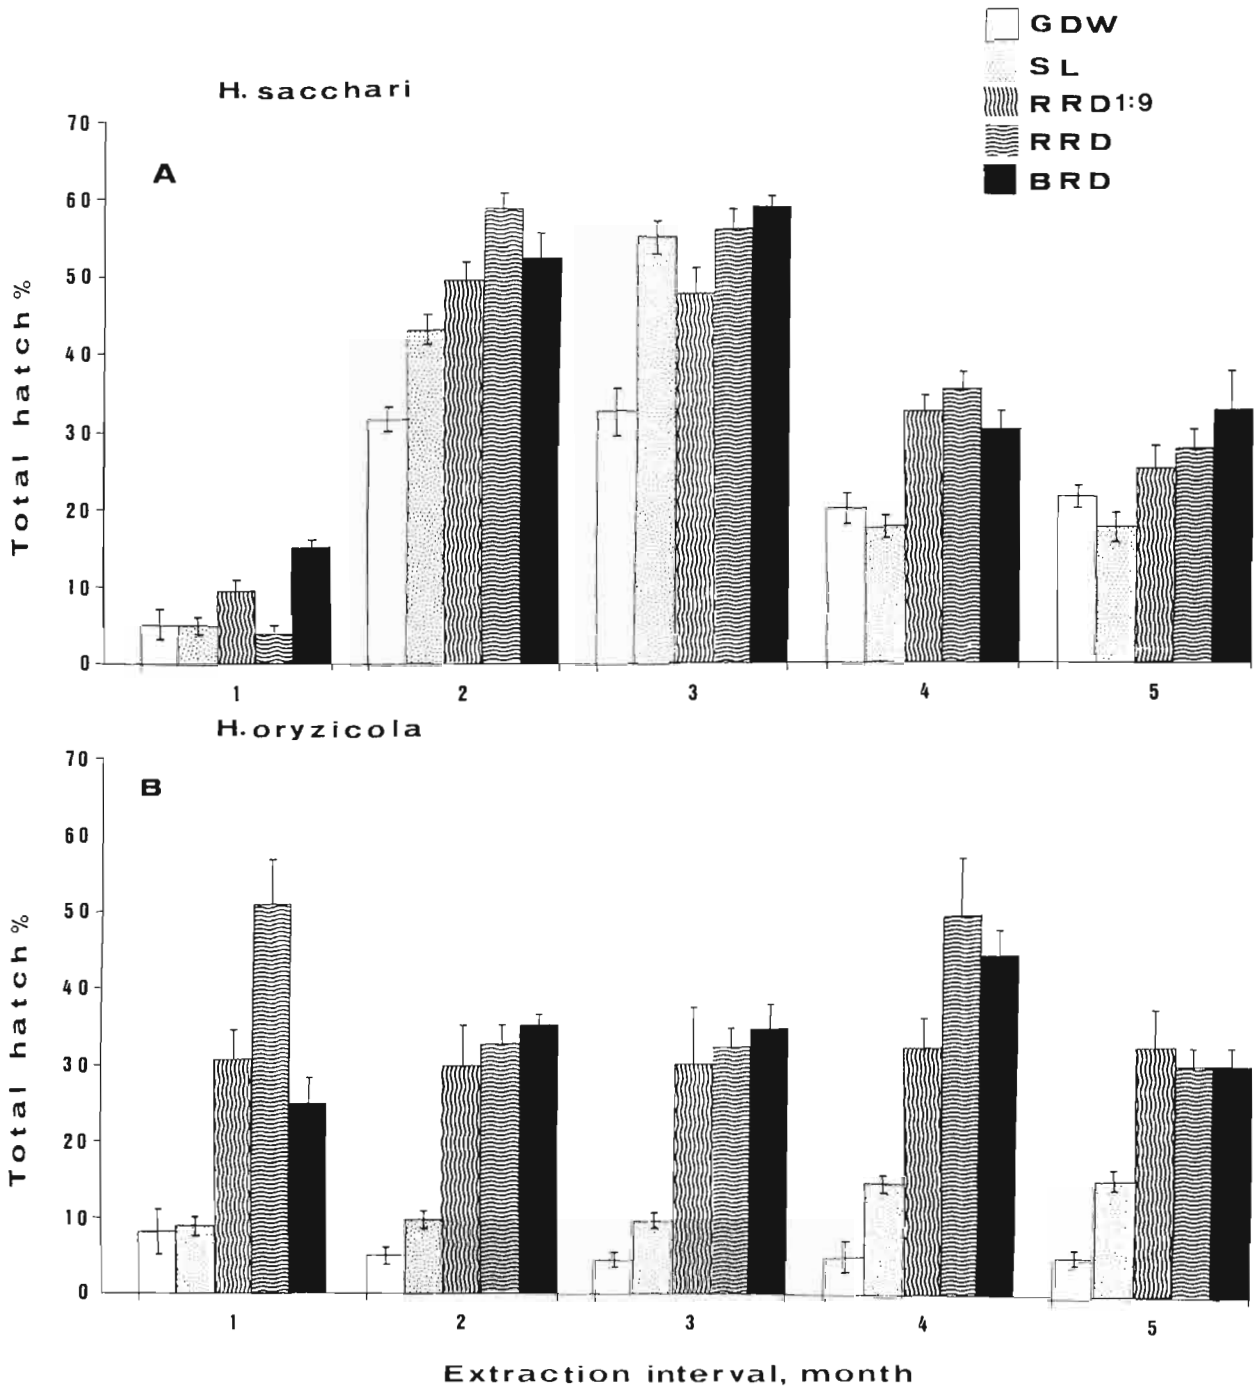 GDW
SL
RRD1:9
RRD
BRD
H. sacchari
A
Total hatch %
70
60
50
40
30
20
10
0
1 2 3 4 5
H. oryzicola
B
Total hatch %
70
60
50
40
30
20
10
0
1 2 3 4 5
Extraction interval, month